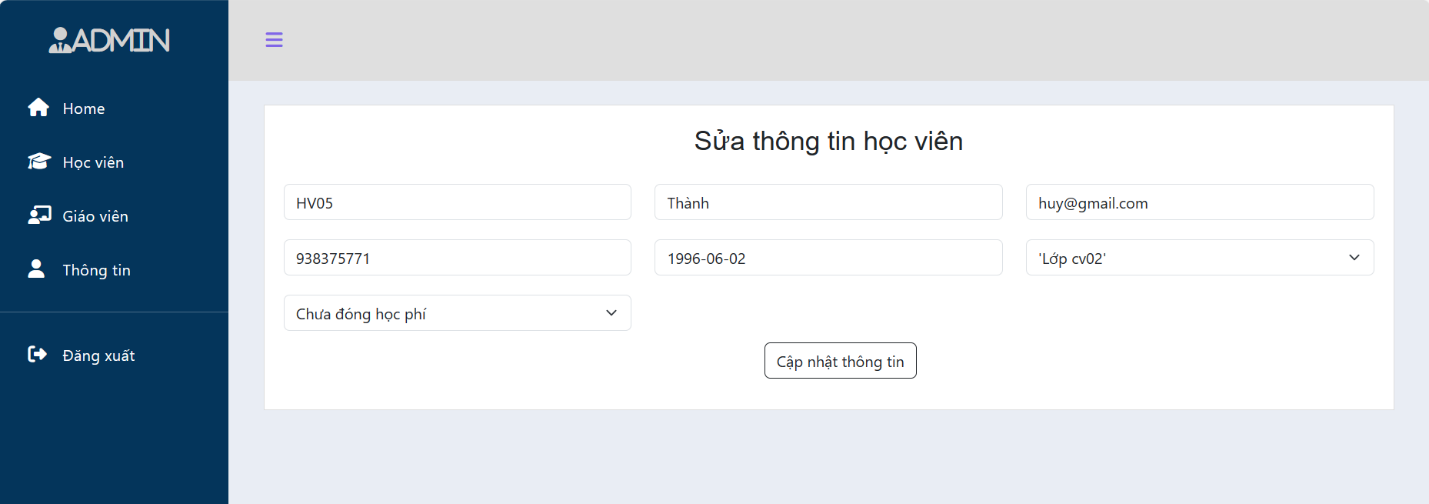 ADMIN
Home
Học viên
Giáo viên
Thông tin
Đăng xuất
Sửa thông tin học viên
HV05
Thành
huy@gmail.com
938375771
1996-06-02
'Lớp cv02'
Chưa đóng học phí
Cập nhật thông tin